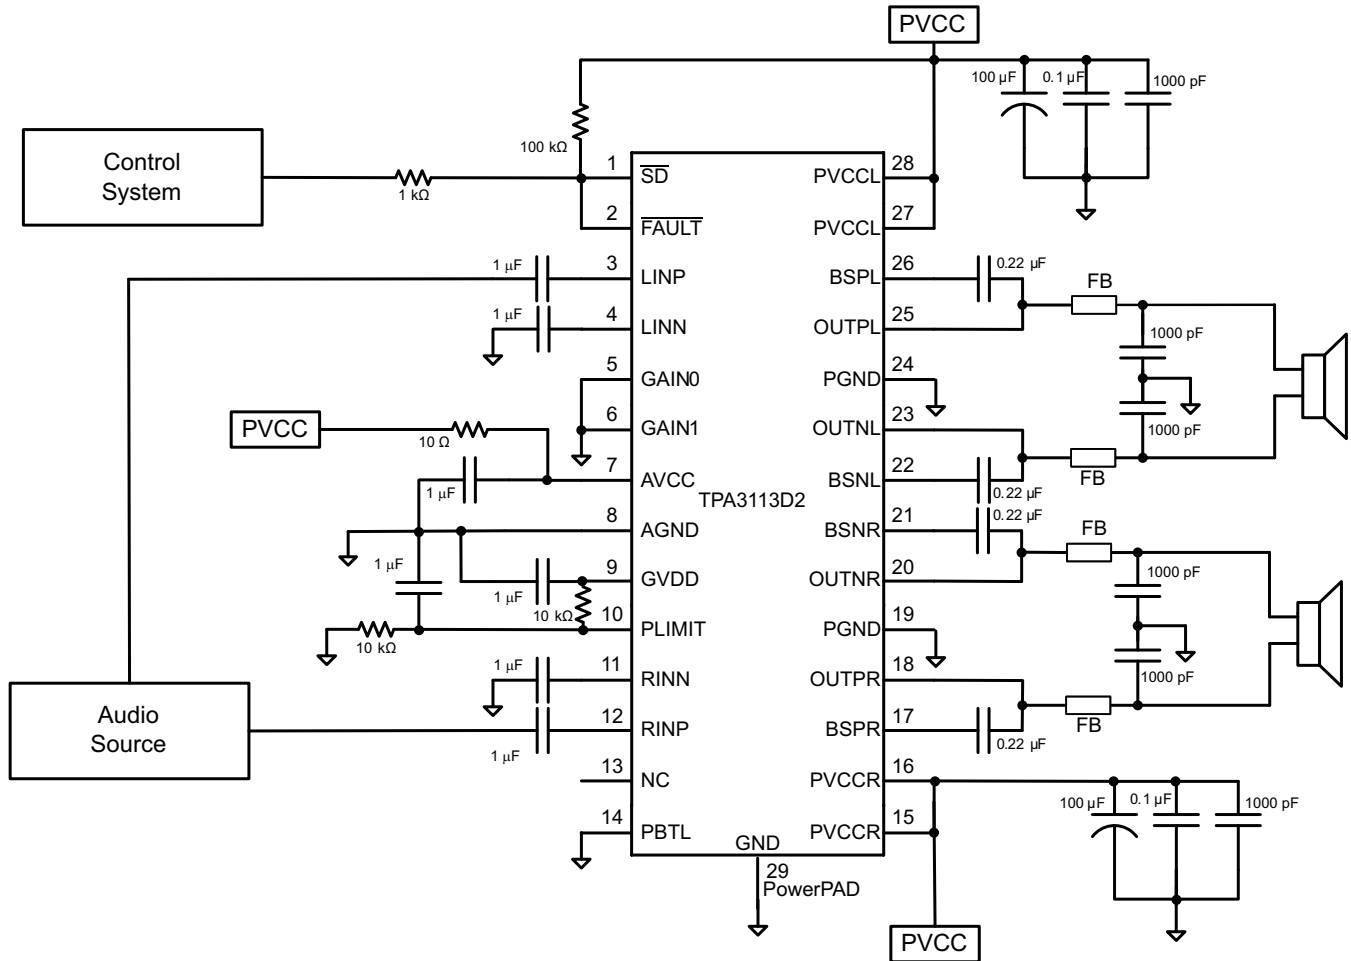 PVCC
100 µF
0.1 µF
1000 pF
Control
System
100 kΩ
1 kΩ
1
SD
PVCCL
28
2
FAULT
PVCCL
27
1 µF
3
LINP
BSPL
26
0.22 µF
FB
1 µF
4
LINN
OUTPL
25
1000 pF
5
GAIN0
PGND
24
PVCC
10 Ω
6
GAIN1
OUTNL
23
1000 pF
1 µF
7
AVCC
BSNL
22
0.22 µF
FB
TPA3113D2
8
AGND
BSNR
21
0.22 µF
FB
1 µF
1 µF
9
GVDD
OUTNR
20
1000 pF
10 kΩ
10 kΩ
10
PLIMIT
PGND
19
1 µF
11
RINN
OUTPR
18
1000 pF
Audio
Source
1 µF
12
RINP
BSPR
17
0.22 µF
FB
13
NC
PVCCR
16
100 µF
0.1 µF
1000 pF
14
PBTL
PVCCR
15
GND
29
PowerPAD
PVCC